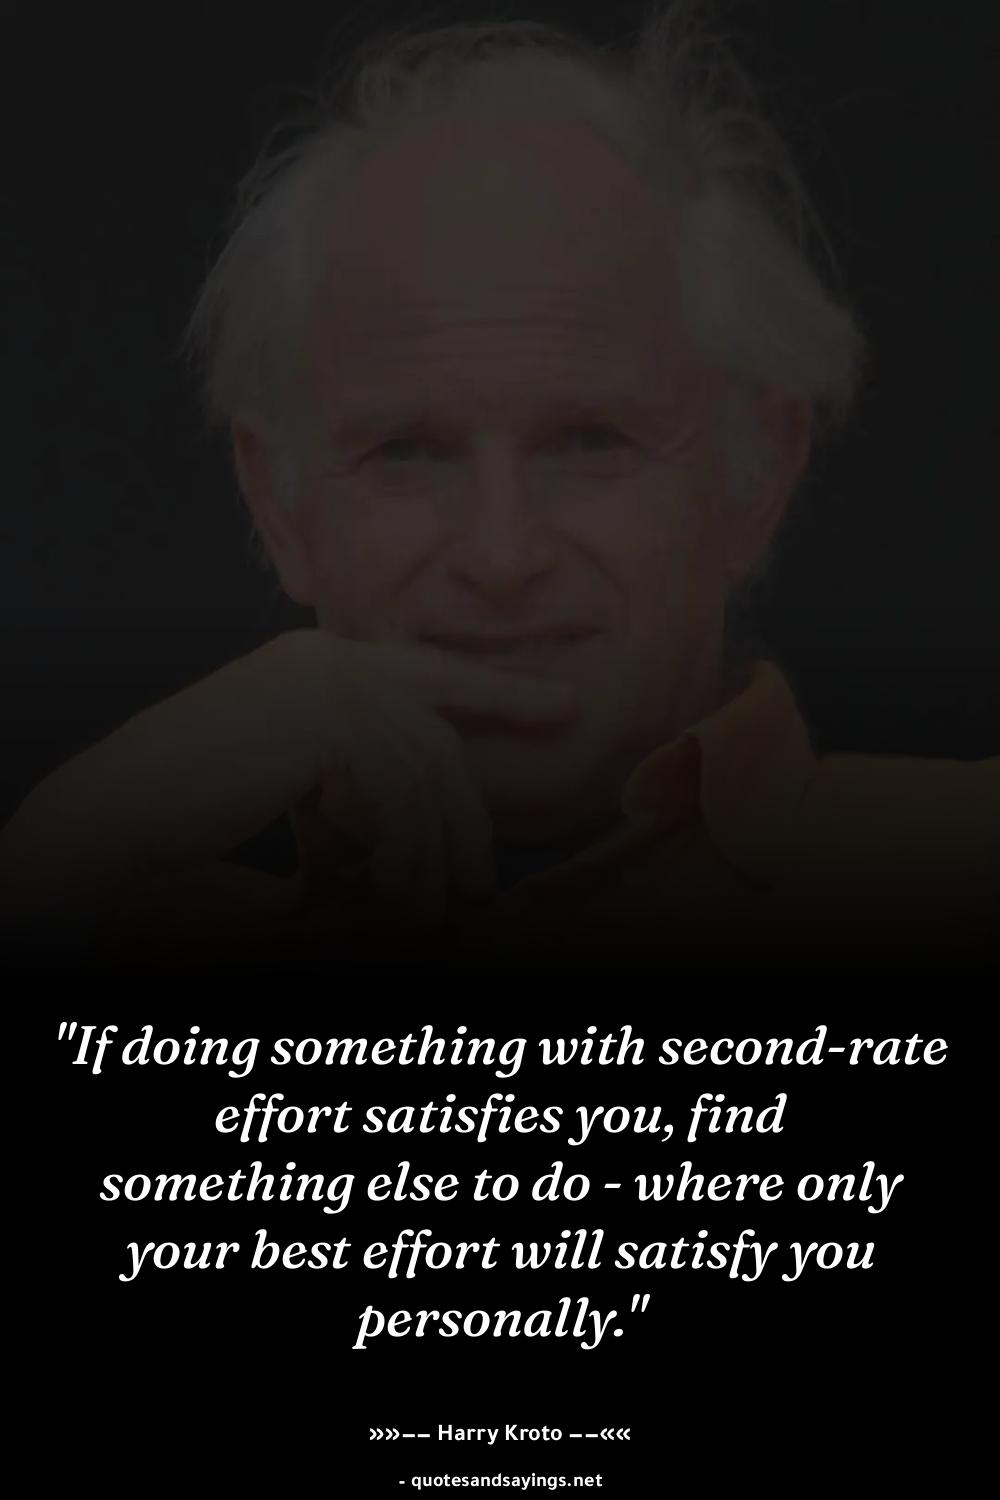 "If doing something with second-rate
effort satisfies you, find
something else to do - where only
your best effort will satisfy you
personally."
»»–– Harry Kroto ––««
- quotesandsayings.net